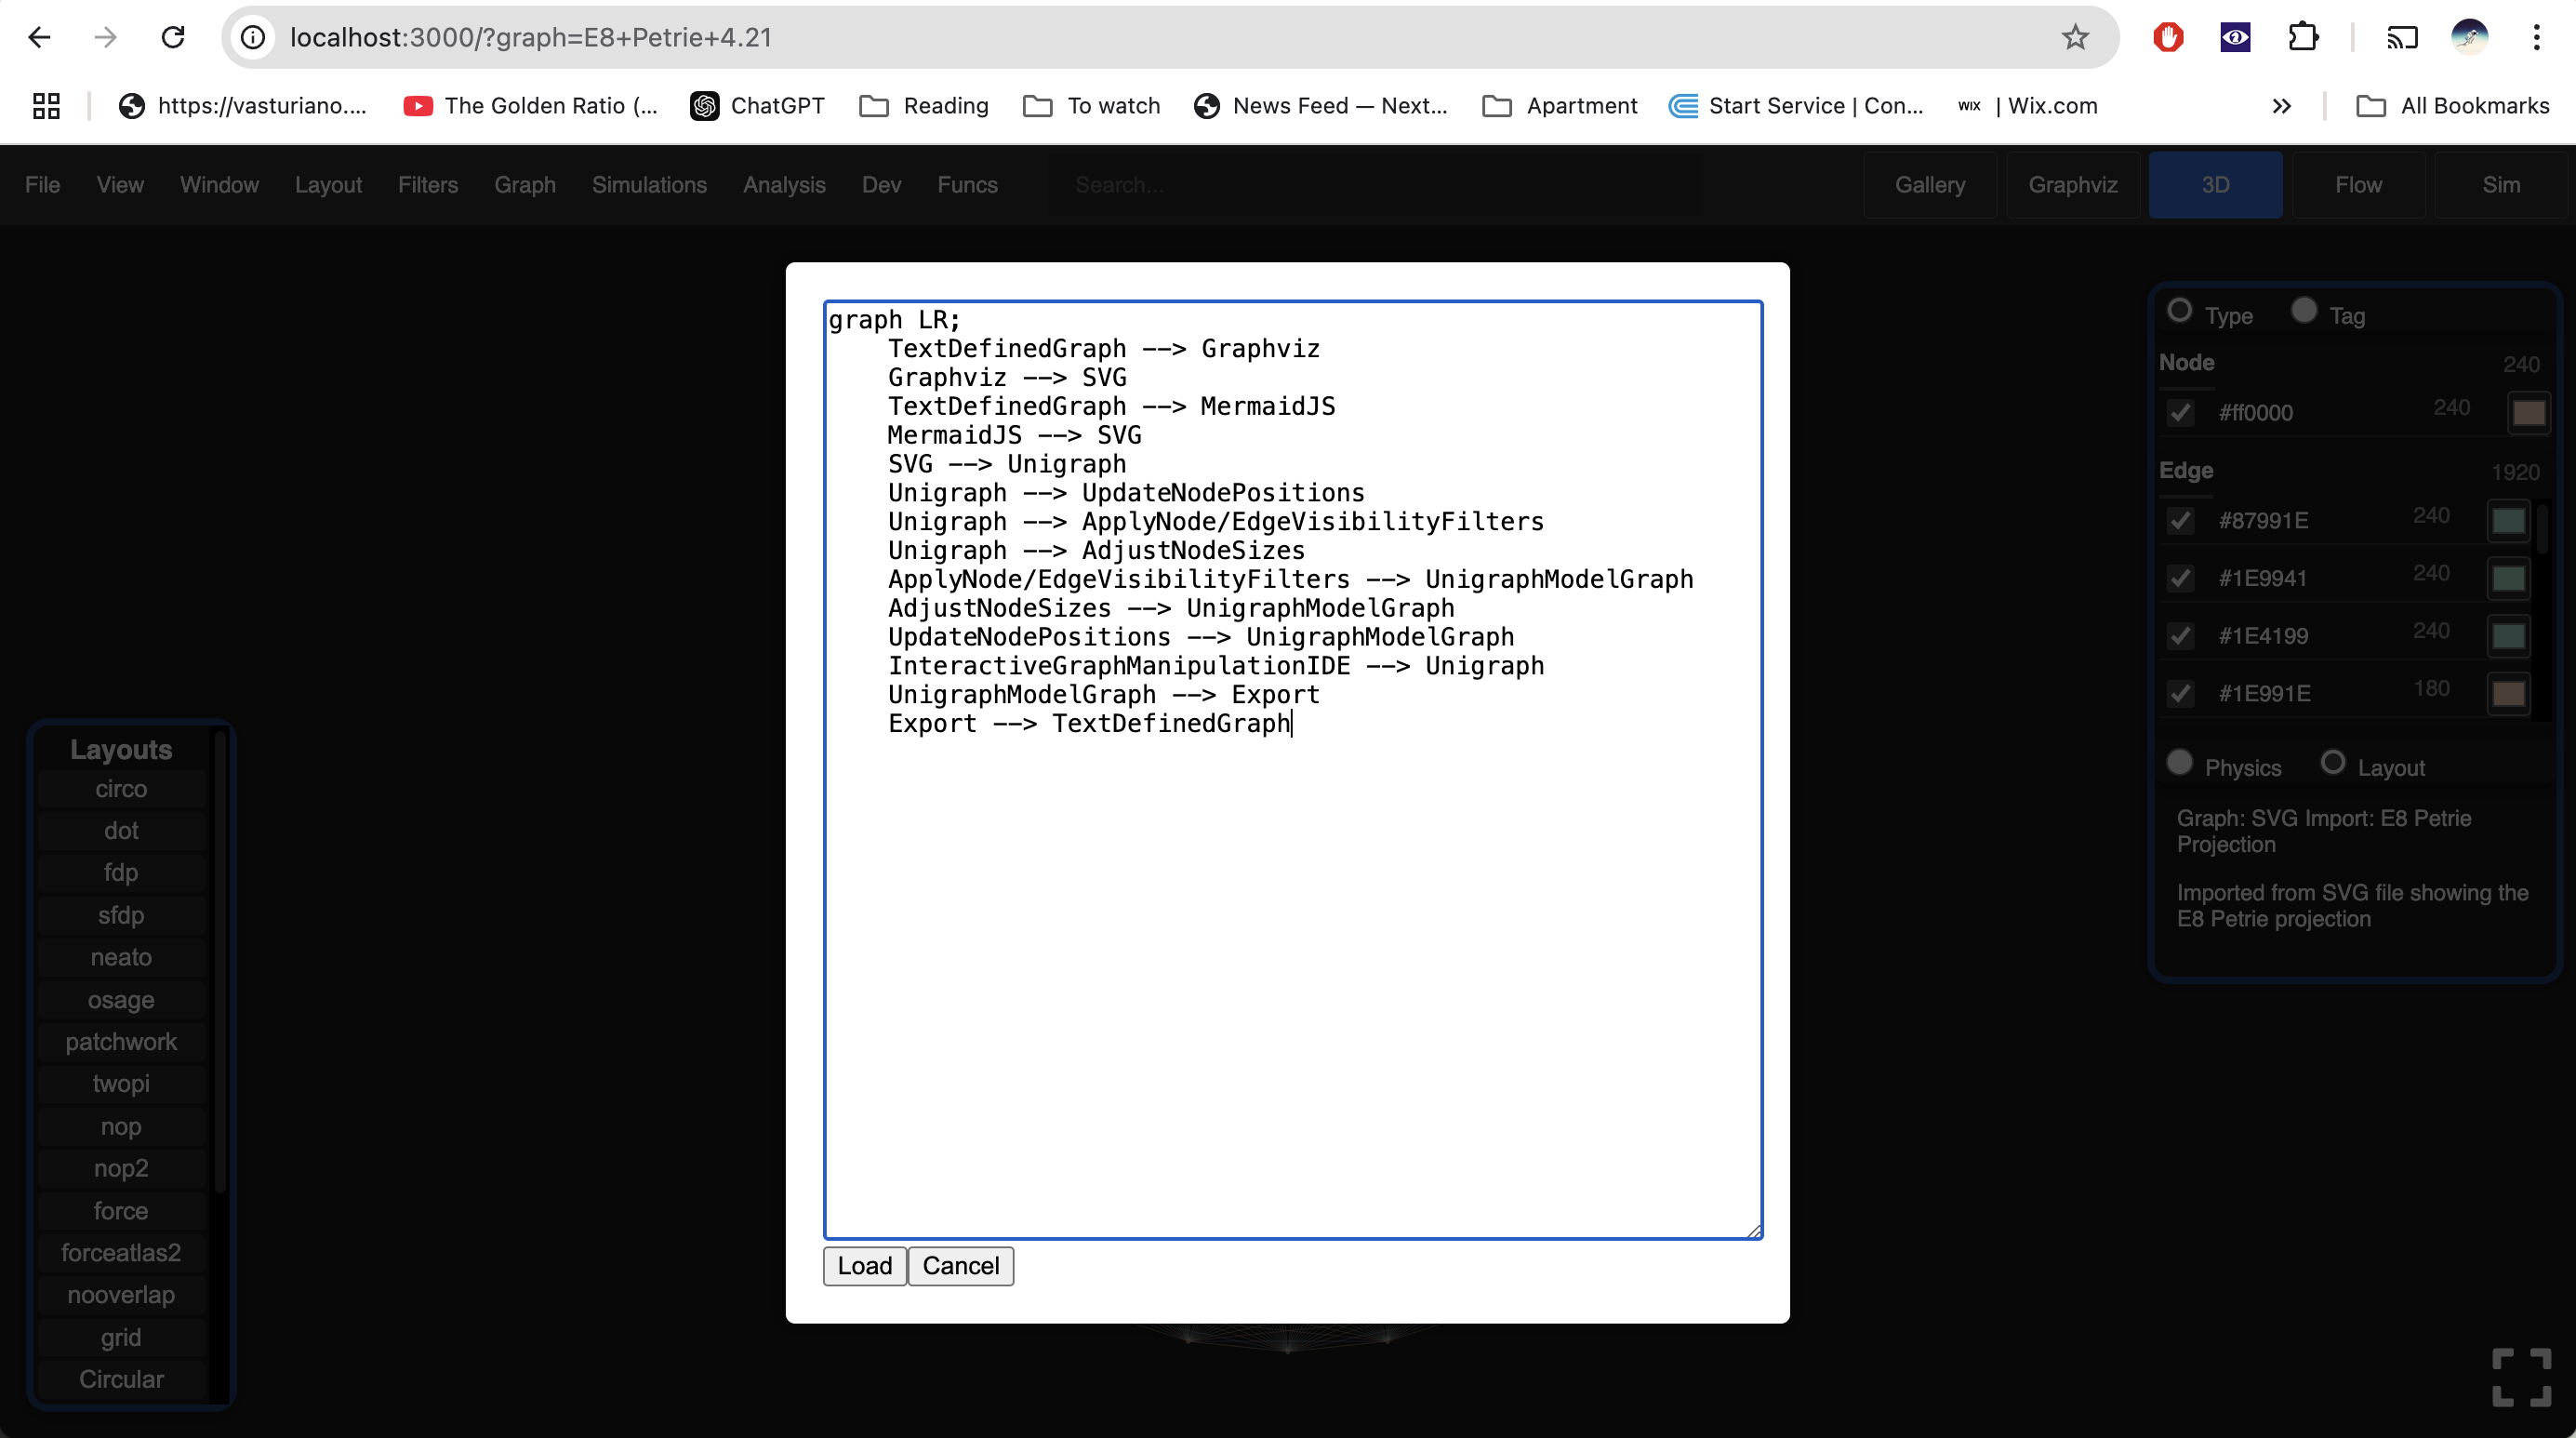 localhost:3000/?graph=E8+Petrie+4.21
https://vasturiano.... The Golden Ratio (... ChatGPT Reading To watch News Feed — Next... Apartment Start Service | Con... WIX | Wix.com » All Bookmarks
File View Window Layout Filters Graph Simulations Analysis Dev Funcs Search... Gallery Graphviz 3D Flow Sim
graph LR;
TextDefinedGraph --> Graphviz
Graphviz --> SVG
TextDefinedGraph --> MermaidJS
MermaidJS --> SVG
SVG --> Unigraph
Unigraph --> UpdateNodePositions
Unigraph --> ApplyNode/EdgeVisibilityFilters
Unigraph --> AdjustNodeSizes
ApplyNode/EdgeVisibilityFilters --> UnigraphModelGraph
AdjustNodeSizes --> UnigraphModelGraph
UpdateNodePositions --> UnigraphModelGraph
InteractiveGraphManipulationIDE --> Unigraph
UnigraphModelGraph --> Export
Export --> TextDefinedGraph
Load Cancel
Layouts
circo
dot
fdp
sfdp
neato
osage
patchwork
twopi
nop
nop2
force
forceatlas2
nooverlap
grid
Circular
Type Tag
Node 240
#ff0000 240
Edge 1920
#87991E 240
#1E9941 240
#1E4199 240
#1E991E 180
Physics Layout
Graph: SVG Import: E8 Petrie
Projection
Imported from SVG file showing the
E8 Petrie projection